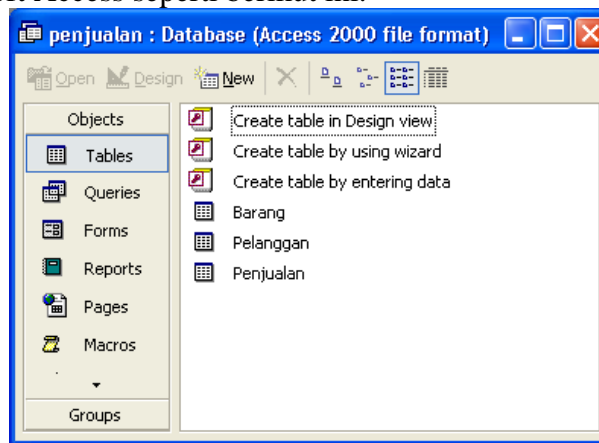 Access seperti berikut ini.
penjualan : Database (Access 2000 file format)
Open Design New
Objects
Tables
Queries
Forms
Reports
Pages
Macros
Groups
Create table in Design view
Create table by using wizard
Create table by entering data
Barang
Pelanggan
Penjualan